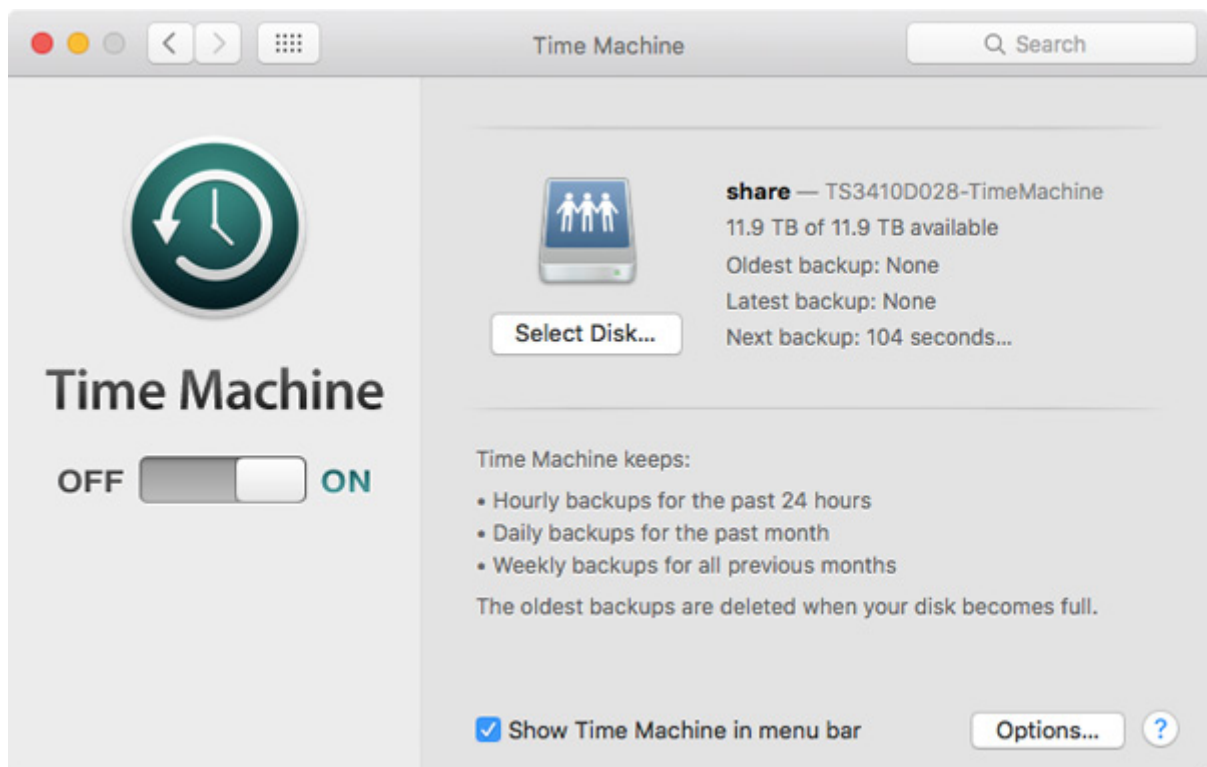 Time Machine
Search
share — TS3410D028-TimeMachine
11.9 TB of 11.9 TB available
Oldest backup: None
Latest backup: None
Next backup: 104 seconds...
Select Disk...
Time Machine
OFF ON
Time Machine keeps:
• Hourly backups for the past 24 hours
• Daily backups for the past month
• Weekly backups for all previous months
The oldest backups are deleted when your disk becomes full.
Show Time Machine in menu bar
Options... ?